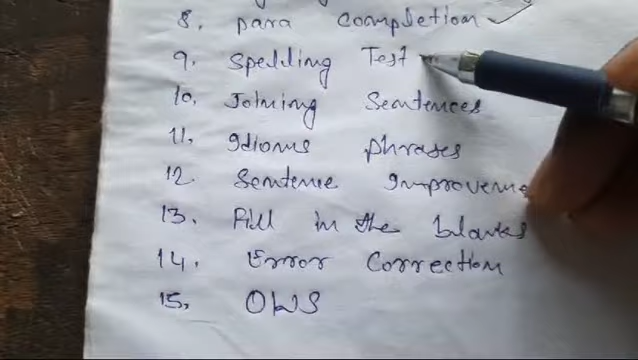 8. para completion
9. Spelling Test
10. Joining Sentences
11. Idioms phrases
12. Sentence Improveme
13. Fill in the blanks
14. Error Correction
15. OWS